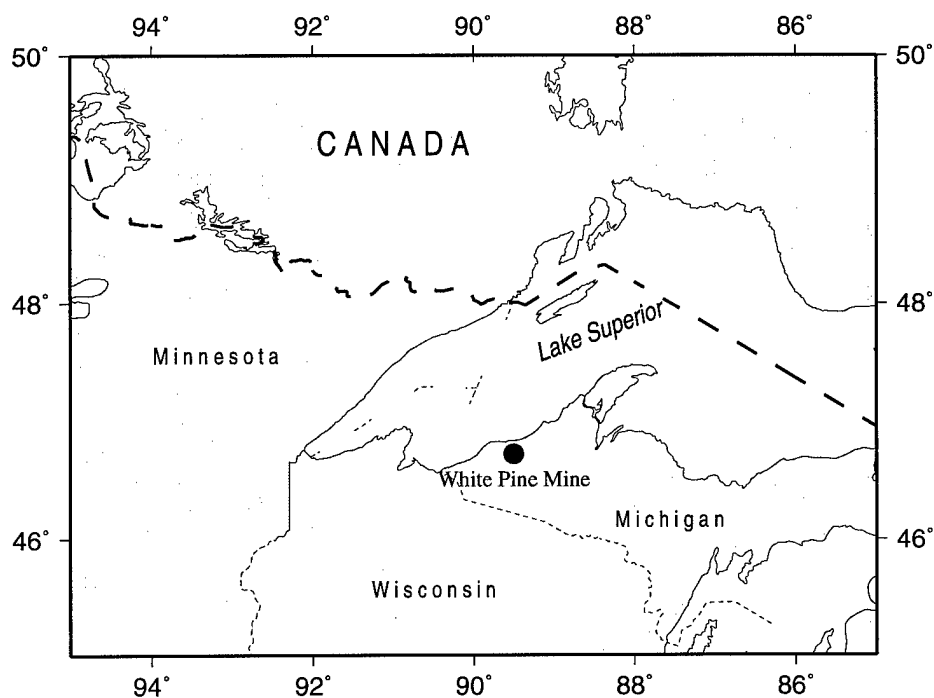 94˚ 92˚ 90˚ 88˚ 86˚
50˚ 50˚
CANADA
48˚ 48˚
Lake Superior
Minnesota
White Pine Mine
Michigan
46˚ 46˚
Wisconsin
94˚ 92˚ 90˚ 88˚ 86˚